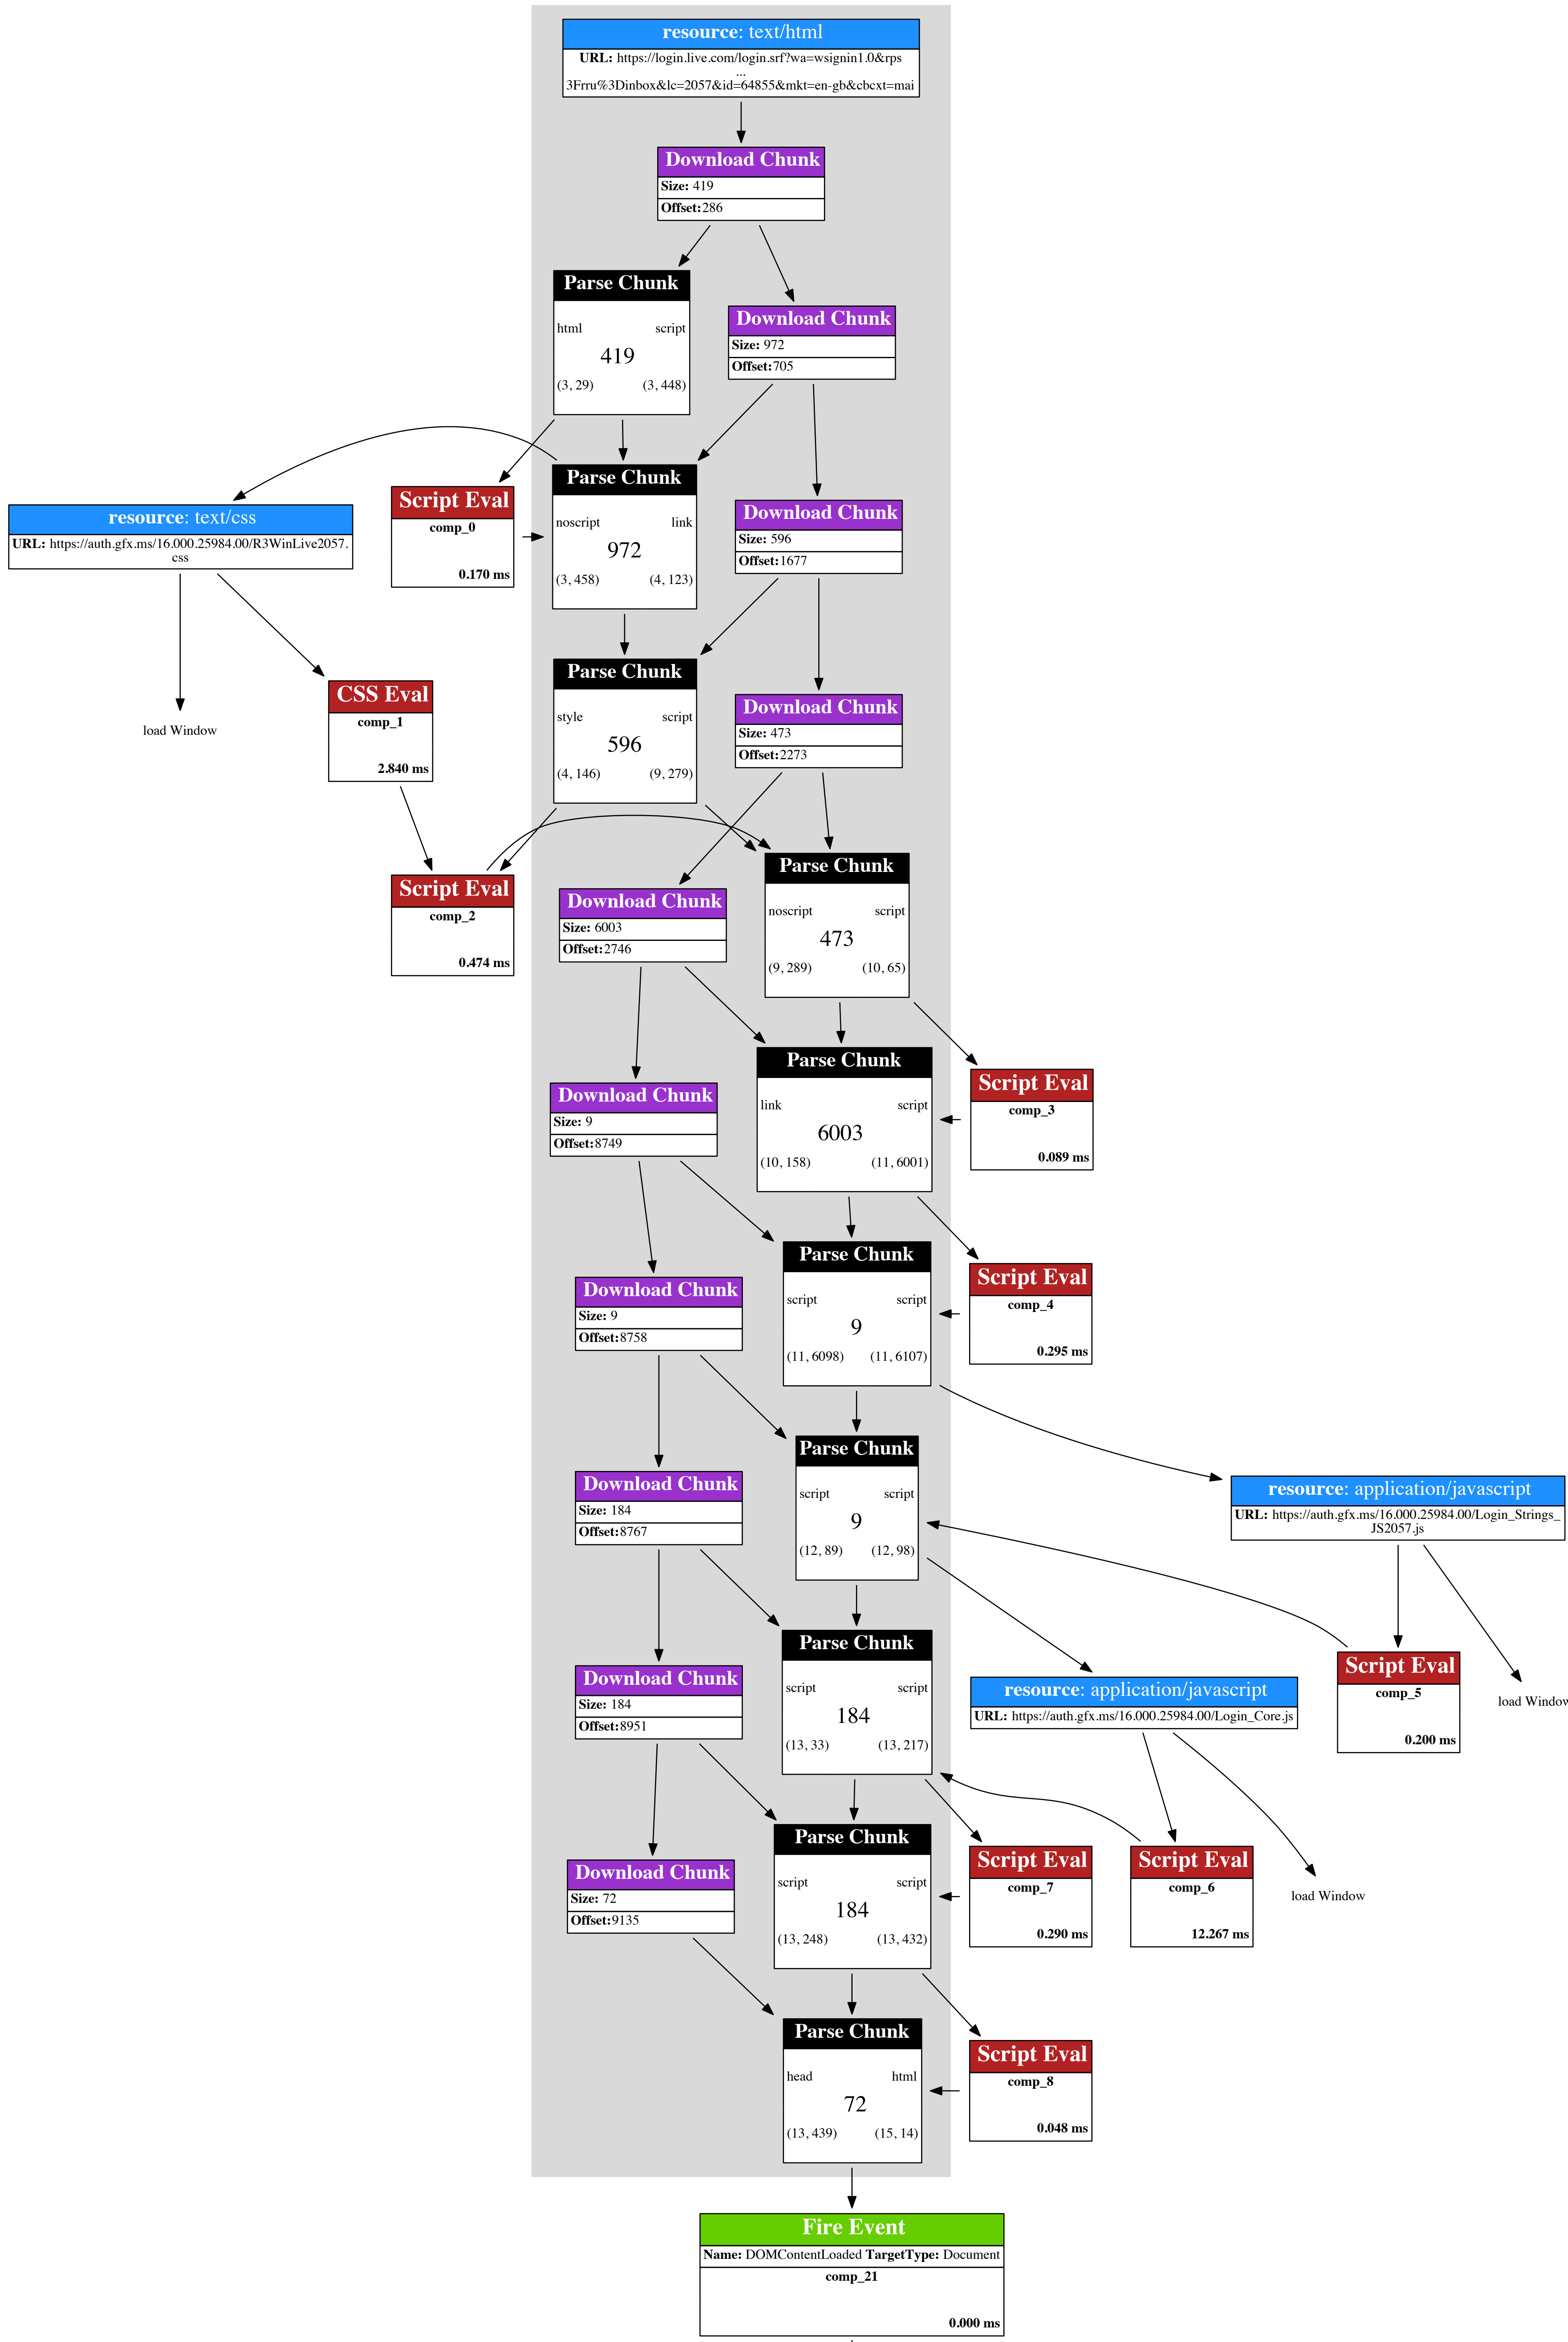 resource: text/html
URL: https://login.live.com/login.srf?wa=wsignin1.0&rps
...
3Frru%3Dinbox&lc=2057&id=64855&mkt=en-gb&cbcxt=mai
Download Chunk
Size: 419
Offset:286
Parse Chunk
html script
419
(3, 29) (3, 448)
Download Chunk
Size: 972
Offset:705
Parse Chunk
noscript link
972
(3, 458) (4, 123)
Script Eval
comp_0
0.170 ms
resource: text/css
URL: https://auth.gfx.ms/16.000.25984.00/R3WinLive2057.
css
Download Chunk
Size: 596
Offset:1677
Parse Chunk
style script
596
(4, 146) (9, 279)
CSS Eval
comp_1
2.840 ms
load Window
Download Chunk
Size: 473
Offset:2273
Parse Chunk
noscript script
473
(9, 289) (10, 65)
Script Eval
comp_2
0.474 ms
Download Chunk
Size: 6003
Offset:2746
Parse Chunk
link script
6003
(10, 158) (11, 6001)
Script Eval
comp_3
0.089 ms
Download Chunk
Size: 9
Offset:8749
Parse Chunk
script script
9
(11, 6098) (11, 6107)
Script Eval
comp_4
0.295 ms
Download Chunk
Size: 9
Offset:8758
Parse Chunk
script script
9
(12, 89) (12, 98)
resource: application/javascript
URL: https://auth.gfx.ms/16.000.25984.00/Login_Strings_
JS2057.js
Download Chunk
Size: 184
Offset:8767
Parse Chunk
script script
184
(13, 33) (13, 217)
resource: application/javascript
URL: https://auth.gfx.ms/16.000.25984.00/Login_Core.js
Script Eval
comp_5
0.200 ms
load Window
Download Chunk
Size: 184
Offset:8951
Parse Chunk
script script
184
(13, 248) (13, 432)
Script Eval
comp_7
0.290 ms
Script Eval
comp_6
12.267 ms
load Window
Download Chunk
Size: 72
Offset:9135
Parse Chunk
head html
72
(13, 439) (15, 14)
Script Eval
comp_8
0.048 ms
Fire Event
Name: DOMContentLoaded TargetType: Document
comp_21
0.000 ms